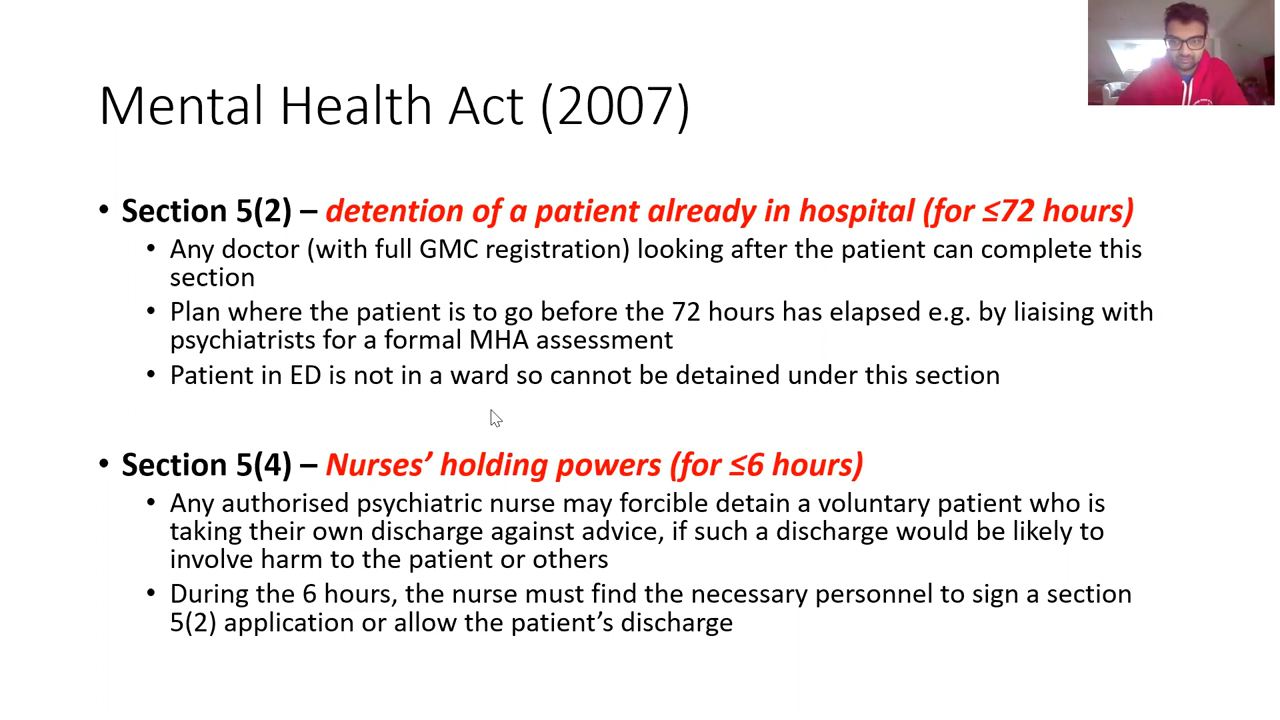 Mental Health Act (2007)
• Section 5(2) – detention of a patient already in hospital (for ≤72 hours)
• Any doctor (with full GMC registration) looking after the patient can complete this
section
• Plan where the patient is to go before the 72 hours has elapsed e.g. by liaising with
psychiatrists for a formal MHA assessment
• Patient in ED is not in a ward so cannot be detained under this section
• Section 5(4) – Nurses’ holding powers (for ≤6 hours)
• Any authorised psychiatric nurse may forcible detain a voluntary patient who is
taking their own discharge against advice, if such a discharge would be likely to
involve harm to the patient or others
• During the 6 hours, the nurse must find the necessary personnel to sign a section
5(2) application or allow the patient’s discharge